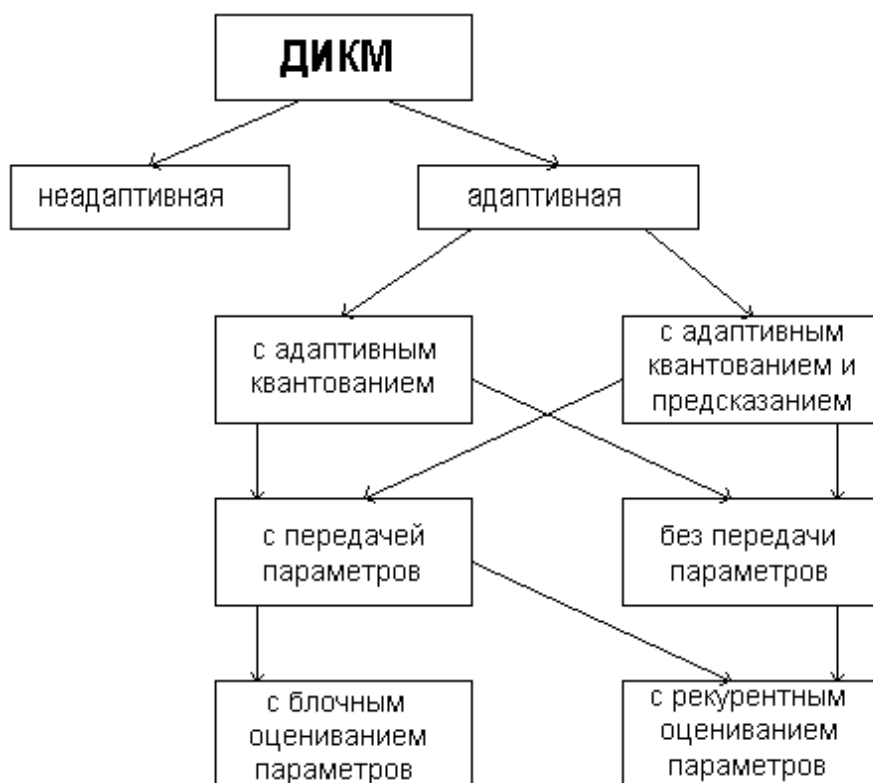 ДИКМ
неадаптивная
адаптивная
с адаптивным
квантованием
с адаптивным
квантованием и
предсказанием
с передачей
параметров
без передачи
параметров
с блочным
оцениванием
параметров
с рекурентным
оцениванием
параметров